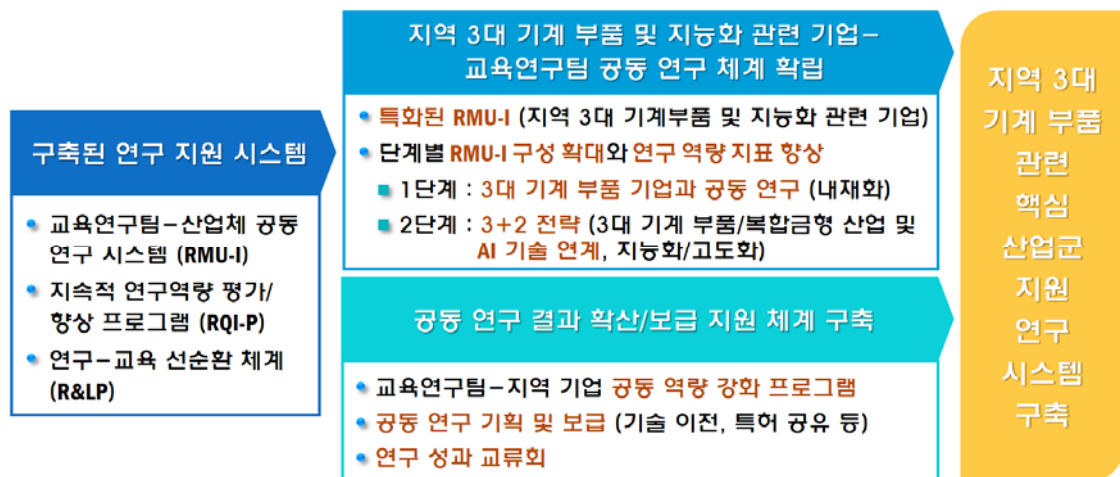 구축된 연구 지원 시스템
교육연구팀-산업체 공동
연구 시스템 (RMU-I)
지속적 연구역량 평가/
향상 프로그램 (RQI-P)
연구-교육 선순환 체계
(R&LP)
지역 3대 기계 부품 및 지능화 관련 기업-
교육연구팀 공동 연구 체계 확립
특화된 RMU-I (지역 3대 기계부품 및 지능화 관련 기업)
단계별 RMU-I 구성 확대와 연구 역량 지표 향상
1단계 : 3대 기계 부품 기업과 공동 연구 (내재화)
2단계 : 3+2 전략 (3대 기계 부품/복합금형 산업 및
AI 기술 연계, 지능화/고도화)
공동 연구 결과 확산/보급 지원 체계 구축
교육연구팀-지역 기업 공동 역량 강화 프로그램
공동 연구 기획 및 보급 (기술 이전, 특허 공유 등)
연구 성과 교류회
지역 3대
기계 부품
관련
핵심
산업군
지원
연구
시스템
구축